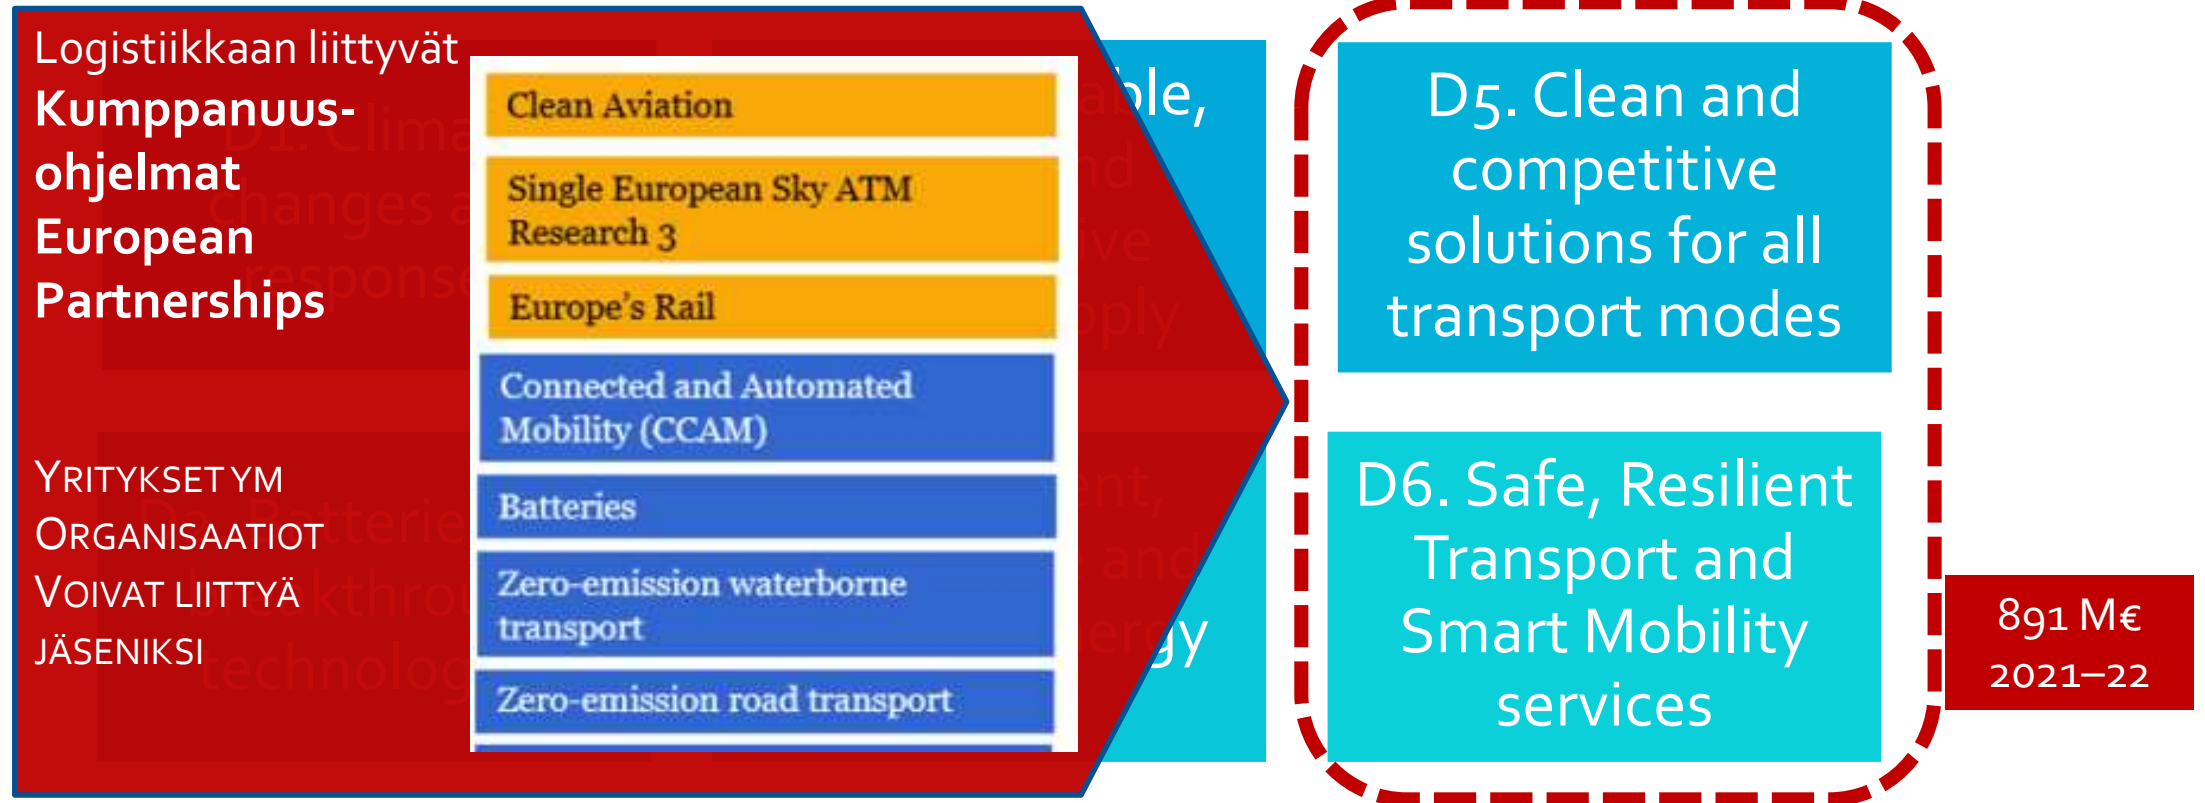 Logistiikkaan liittyvät
Kumppanuus-
ohjelmat
European
Partnerships
YRITYKSET YM
ORGANISAATIOT
VOIVAT LIITTYÄ
JÄSENIKSI
Clean Aviation
Single European Sky ATM
Research 3
Europe's Rail
Connected and Automated
Mobility (CCAM)
Batteries
Zero-emission waterborne
transport
Zero-emission road transport
D5. Clean and
competitive
solutions for all
transport modes
D6. Safe, Resilient
Transport and
Smart Mobility
services
891 M€
2021–22